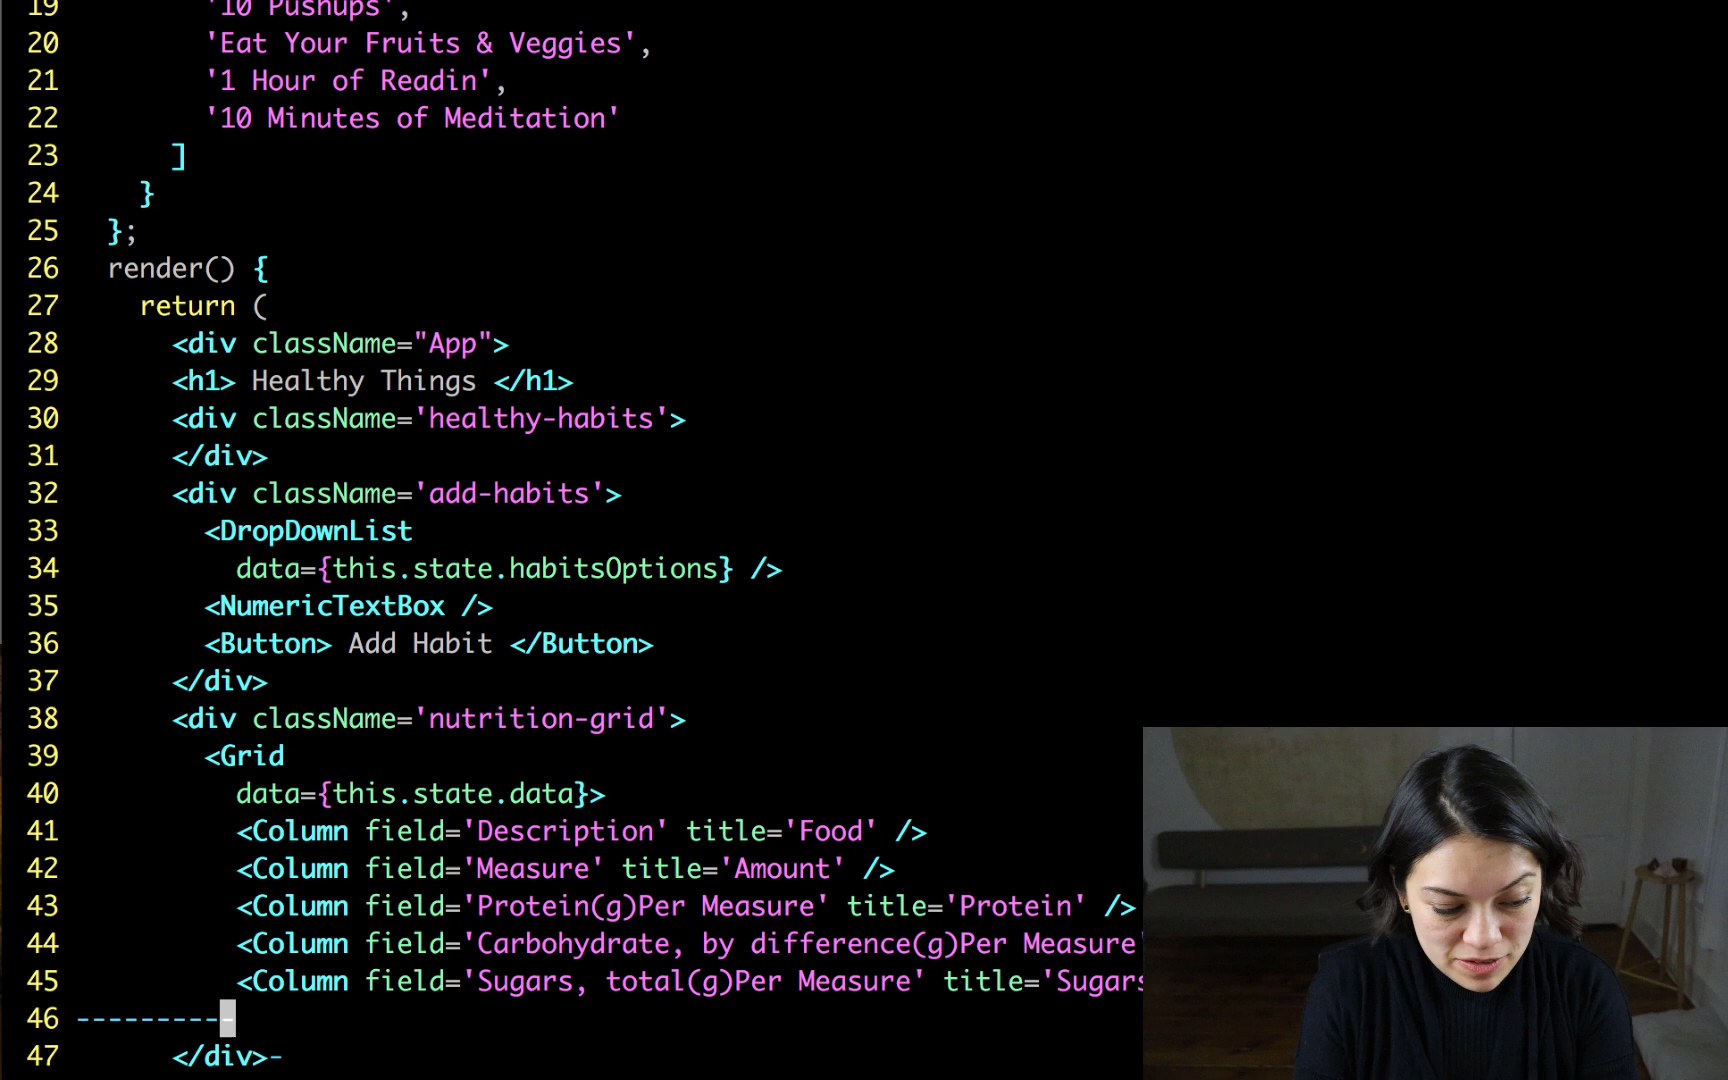 19 '10 Pushups',
20 'Eat Your Fruits & Veggies',
21 '1 Hour of Readin',
22 '10 Minutes of Meditation'
23 ]
24 }
25 };
26 render() {
27 return (
28 <div className="App">
29 <h1> Healthy Things </h1>
30 <div className='healthy-habits'>
31 </div>
32 <div className='add-habits'>
33 <DropDownList
34 data={this.state.habitsOptions} />
35 <NumericTextBox />
36 <Button> Add Habit </Button>
37 </div>
38 <div className='nutrition-grid'>
39 <Grid
40 data={this.state.data}>
41 <Column field='Description' title='Food' />
42 <Column field='Measure' title='Amount' />
43 <Column field='Protein(g)Per Measure' title='Protein' />
44 <Column field='Carbohydrate, by difference(g)Per Measure'
45 <Column field='Sugars, total(g)Per Measure' title='Sugars
46 ----------
47 </div>-